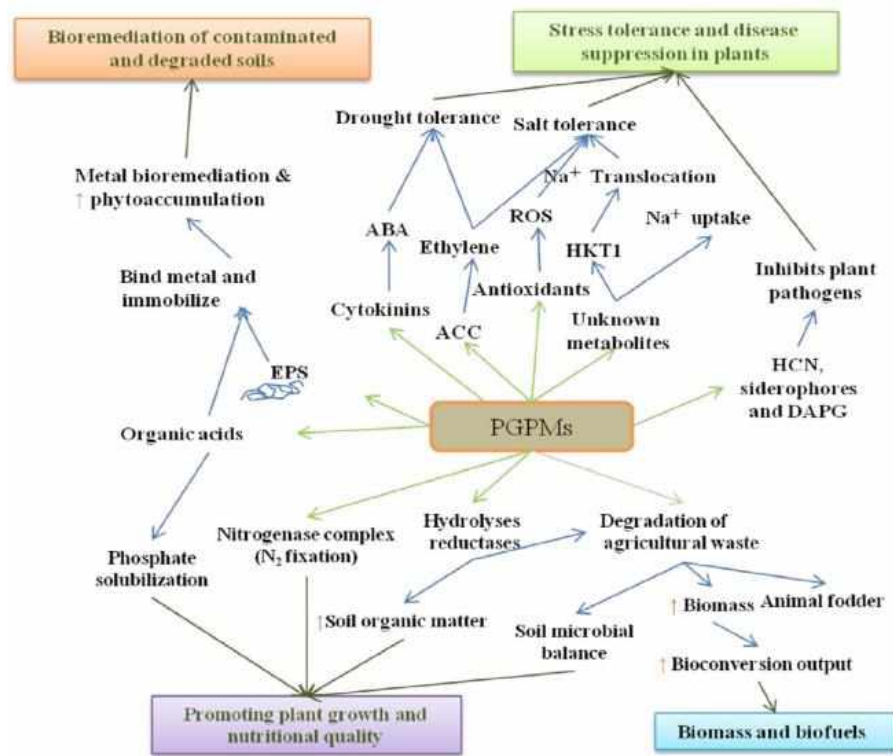 Bioremediation of contaminated
and degraded soils
Stress tolerance and disease
suppression in plants
Drought tolerance
Salt tolerance
Metal bioremediation &
↑ phytoaccumulation
Na+ Translocation
ABA
ROS
Na+ uptake
Ethylene
HKT1
Bind metal and
immobilize
Inhibits plant
pathogens
Cytokinins
Antioxidants
ACC
Unknown
metabolites
EPS
HCN,
siderophores
and DAPG
Organic acids
PGPMs
Phosphate
solubilization
Nitrogenase complex
(N2 fixation)
Hydrolyses
reductases
Degradation of
agricultural waste
↑Soil organic matter
Soil microbial
balance
↑ Biomass
Animal fodder
↑ Bioconversion output
Promoting plant growth and
nutritional quality
Biomass and biofuels